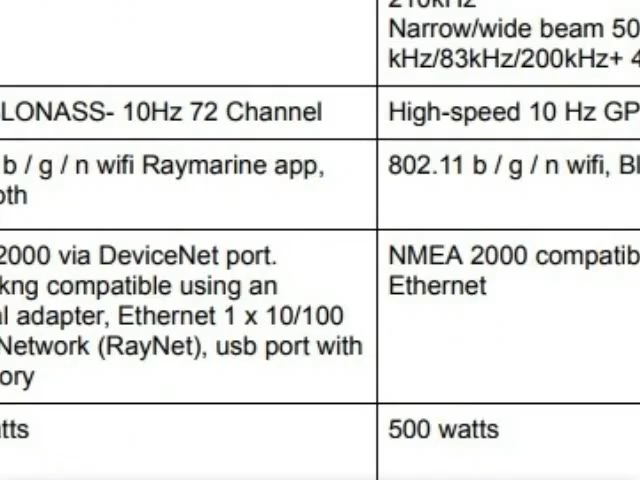 210kHz
Narrow/wide beam 50
kHz/83kHz/200kHz+ 4
LONASS- 10Hz 72 Channel
High-speed 10 Hz GP
b / g / n wifi Raymarine app,
oth
802.11 b / g / n wifi, Bl
2000 via DeviceNet port.
kng compatible using an
l adapter, Ethernet 1 x 10/100
Network (RayNet), usb port with
ory
NMEA 2000 compatib
Ethernet
tts
500 watts